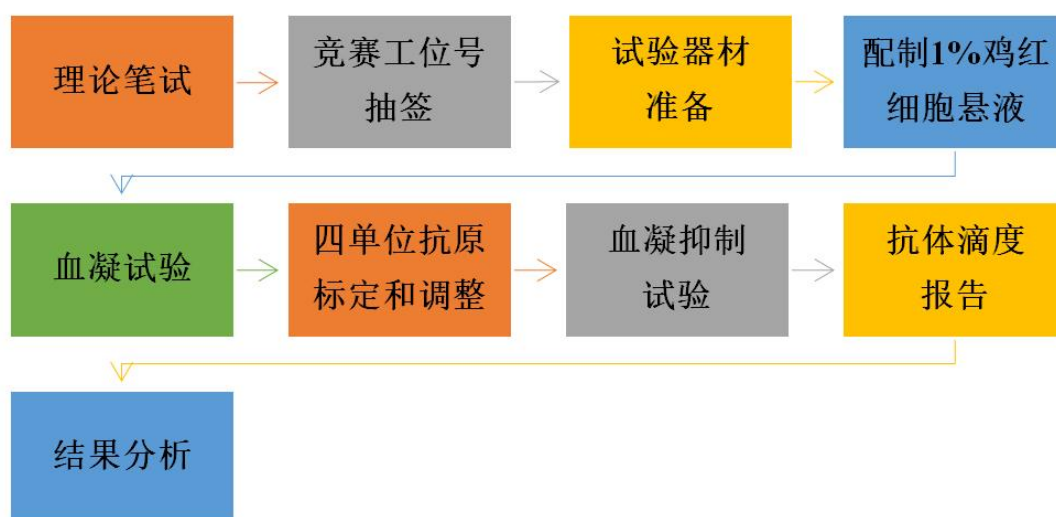 理论笔试
竞赛工位号
抽签
试验器材
准备
配制1%鸡红
细胞悬液
血凝试验
四单位抗原
标定和调整
血凝抑制
试验
抗体滴度
报告
结果分析